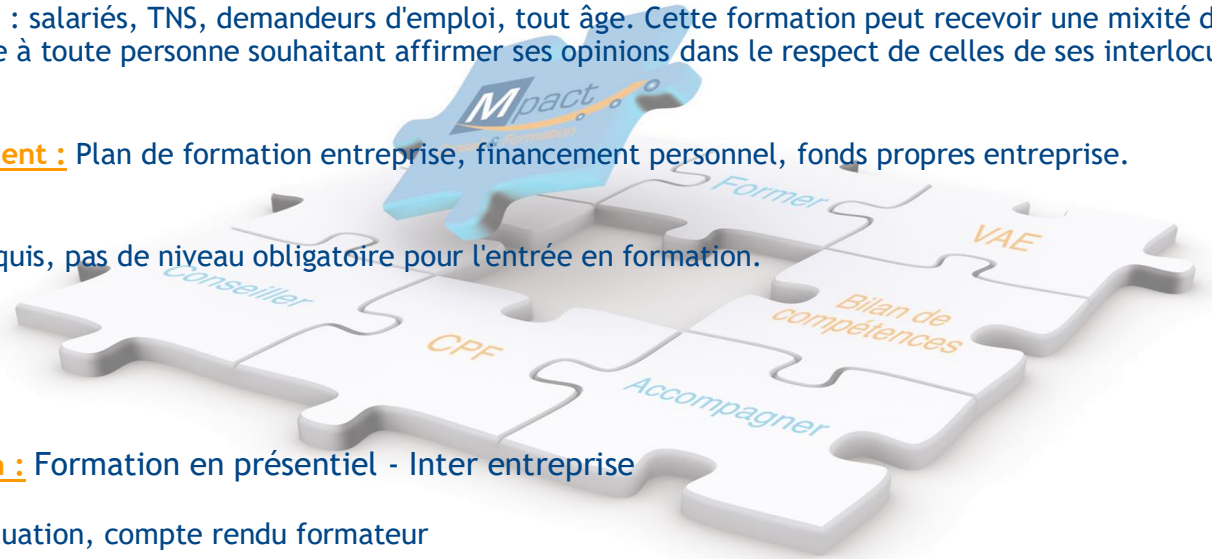 : salariés, TNS, demandeurs d'emploi, tout âge. Cette formation peut recevoir une mixité d
e à toute personne souhaitant affirmer ses opinions dans le respect de celles de ses interlocu
Mpact
& Formation
ent : Plan de formation entreprise, financement personnel, fonds propres entreprise.
Former
VAE
quis, pas de niveau obligatoire pour l'entrée en formation.
Conseiller
Bilan de
compétences
CPF
Accompagner
n : Formation en présentiel - Inter entreprise
uation, compte rendu formateur